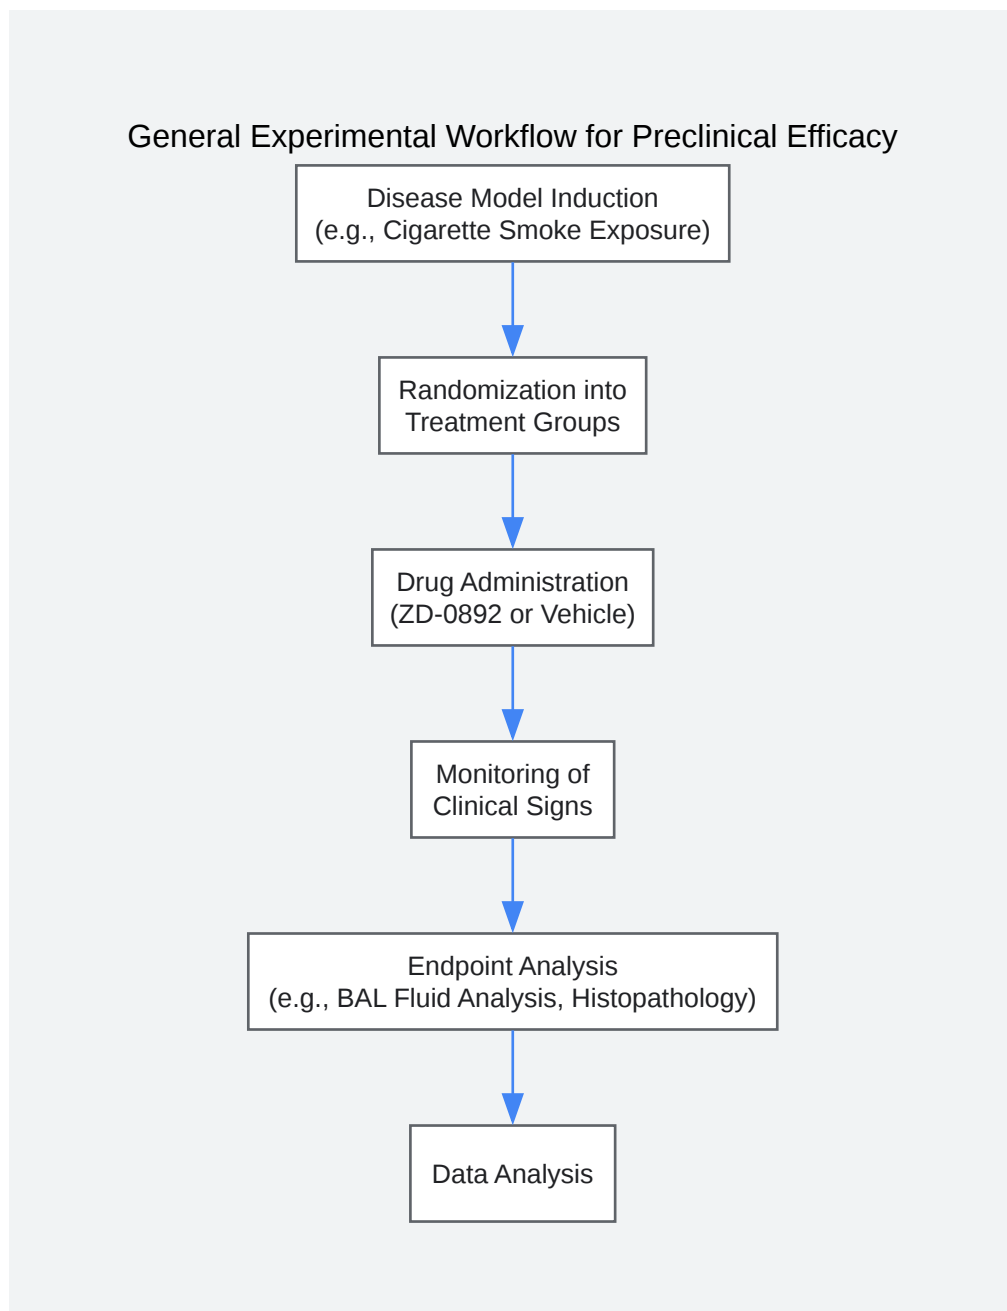 General Experimental Workflow for Preclinical Efficacy
Disease Model Induction
(e.g., Cigarette Smoke Exposure)
Randomization into
Treatment Groups
Drug Administration
(ZD-0892 or Vehicle)
Monitoring of
Clinical Signs
Endpoint Analysis
(e.g., BAL Fluid Analysis, Histopathology)
Data Analysis